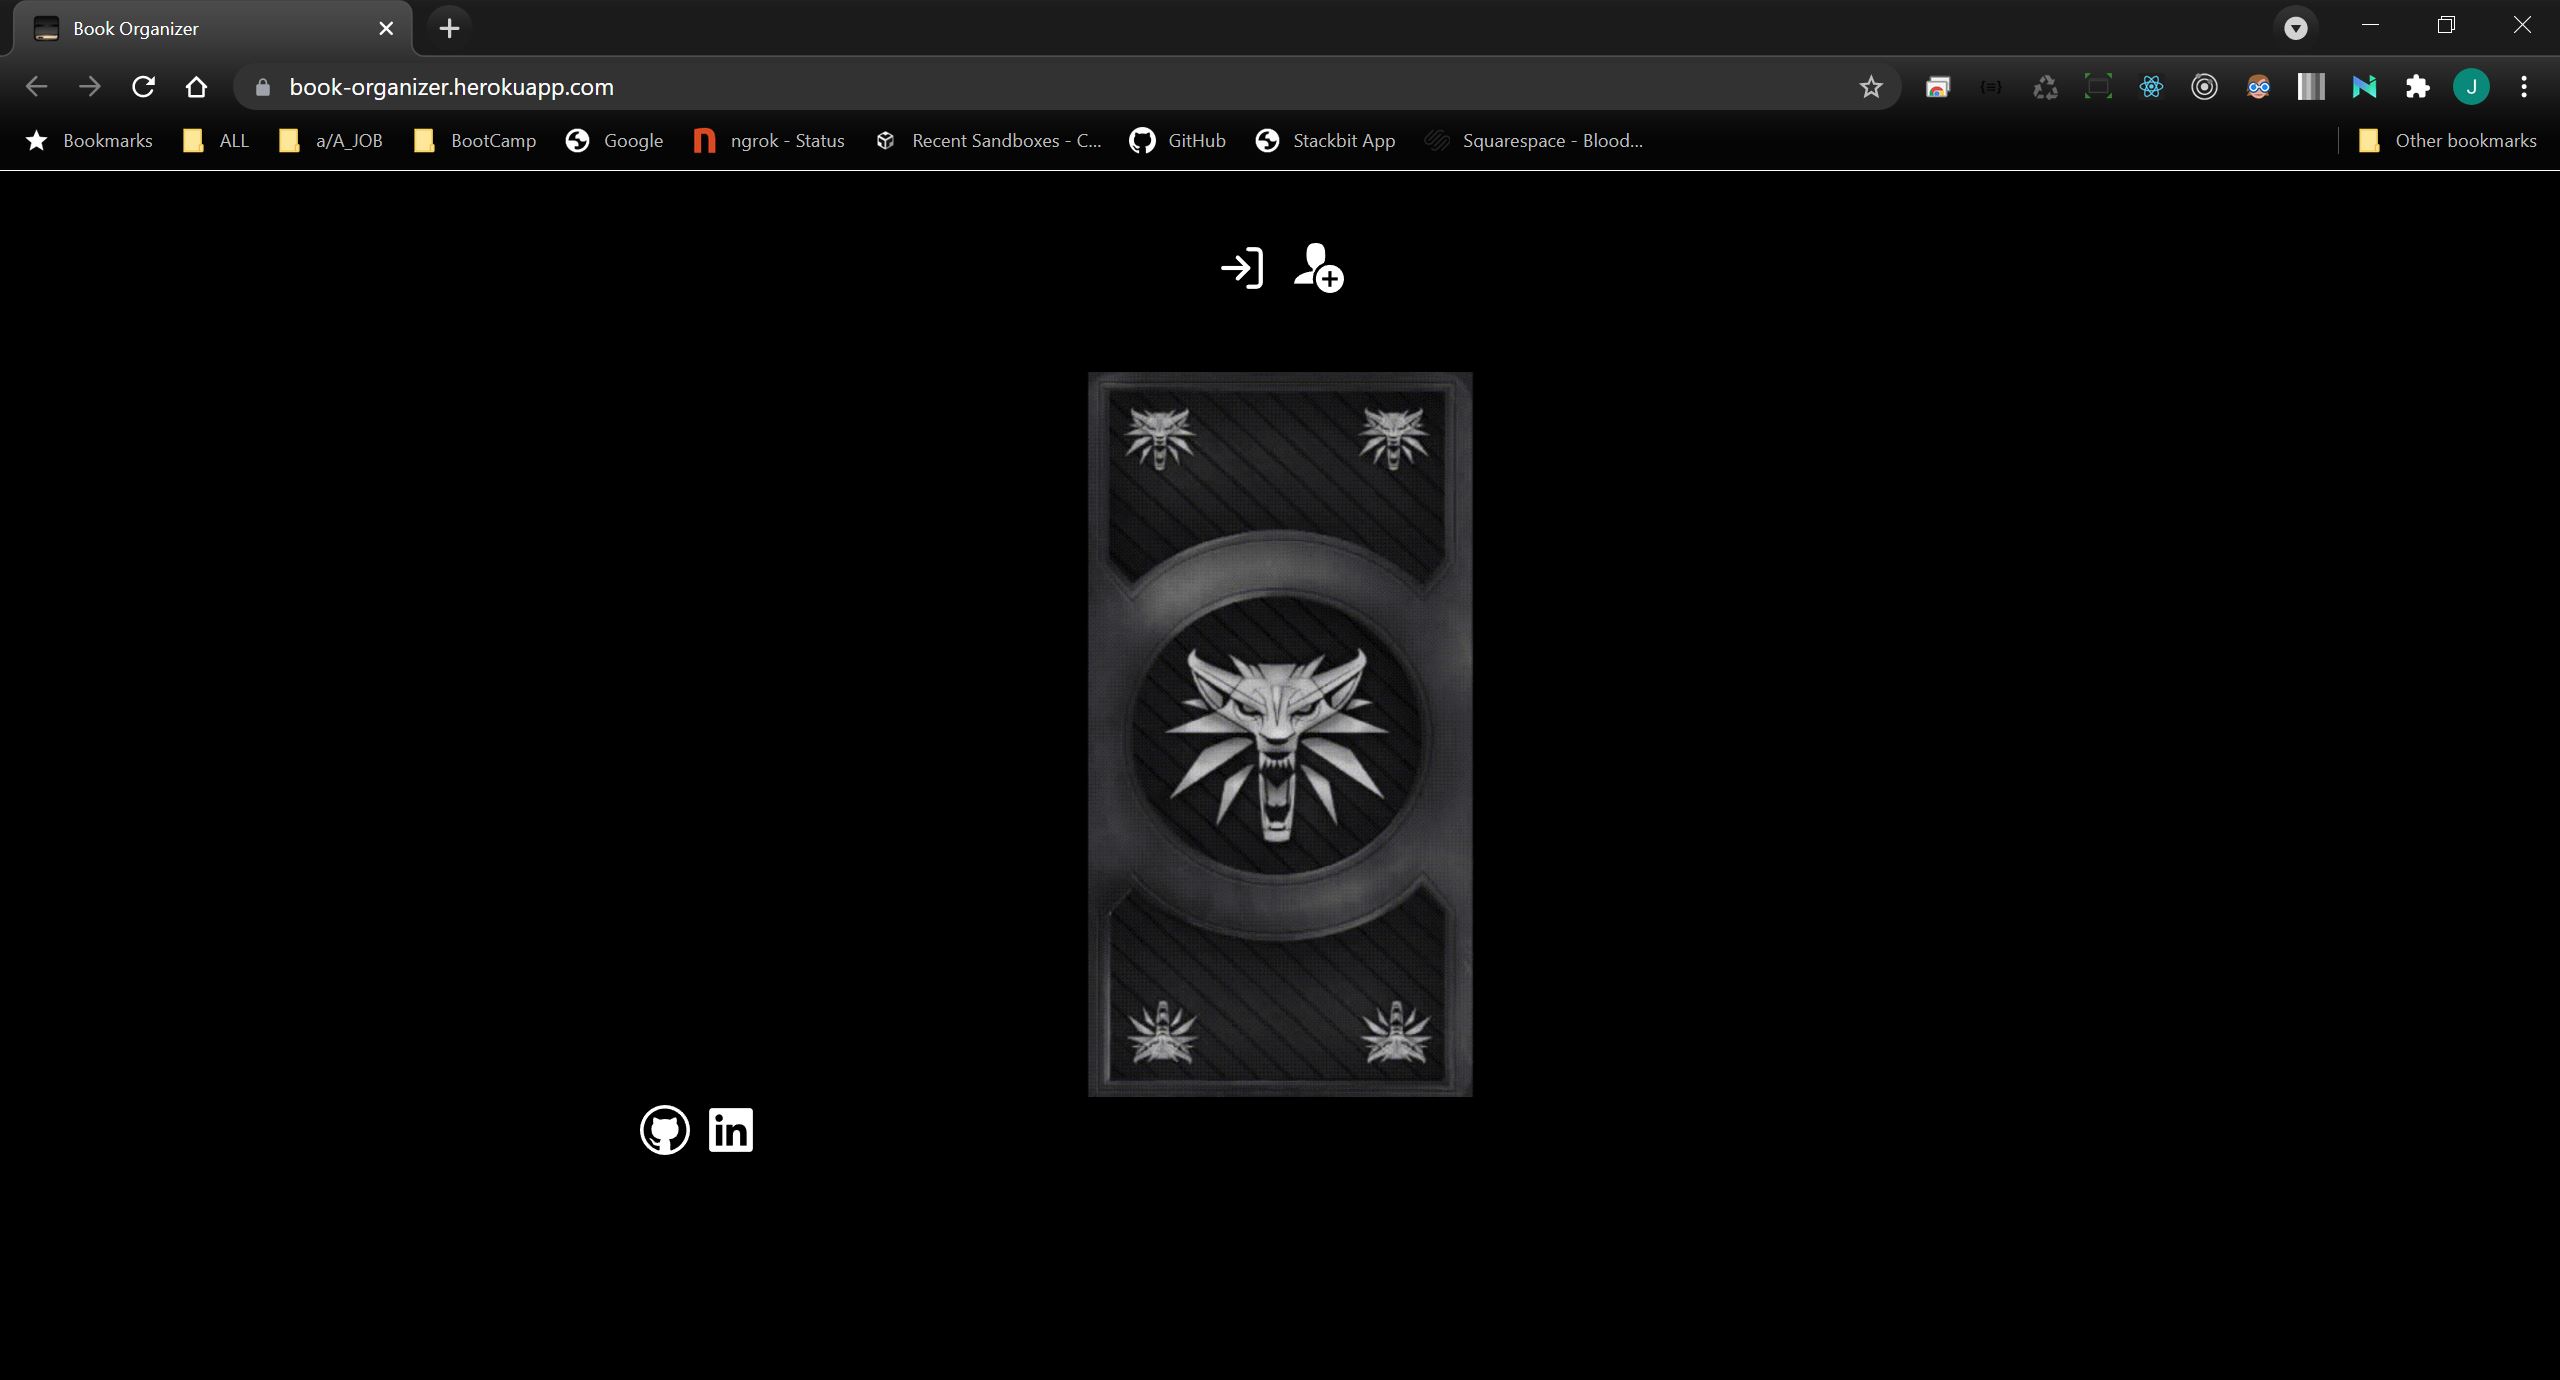 Book Organizer
book-organizer.herokuapp.com
J
Bookmarks ALL a/A_JOB BootCamp Google ngrok - Status Recent Sandboxes - C... GitHub Stackbit App Squarespace - Blood... Other bookmarks
in